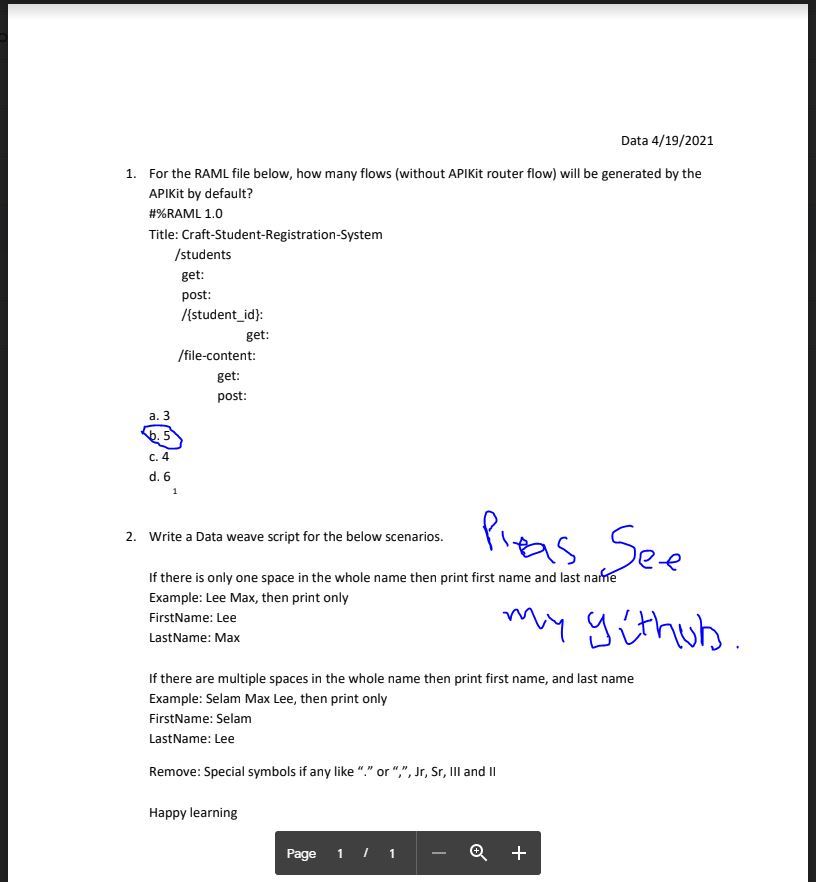 Data 4/19/2021
1. For the RAML file below, how many flows (without APIKit router flow) will be generated by the
APIKit by default?
#%RAML 1.0
Title: Craft-Student-Registration-System
/students
get:
post:
/{student_id}:
get:
/file-content:
get:
post:
a. 3
b. 5
c. 4
d. 6
1
2. Write a Data weave script for the below scenarios.
See
my github.
If there is only one space in the whole name then print first name and last name
Example: Lee Max, then print only
FirstName: Lee
LastName: Max
If there are multiple spaces in the whole name then print first name, and last name
Example: Selam Max Lee, then print only
FirstName: Selam
LastName: Lee
Remove: Special symbols if any like “.” or “,”, Jr, Sr, III and II
Happy learning
Page 1 / 1